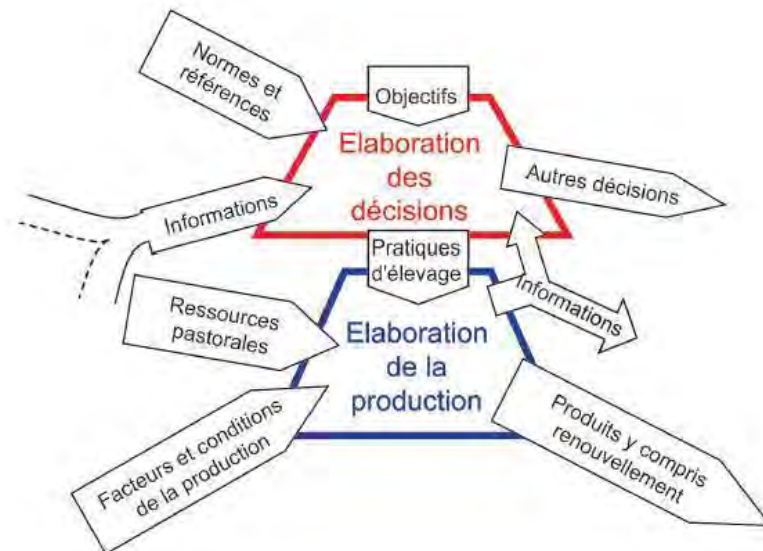 Normes et
références
Objectifs
Elaboration
des
décisions
Autres décisions
Informations
Pratiques
d'élevage
Informations
Ressources
pastorales
Elaboration
de la
production
Facteurs et conditions
de la production
Produits y compris
renouvellement